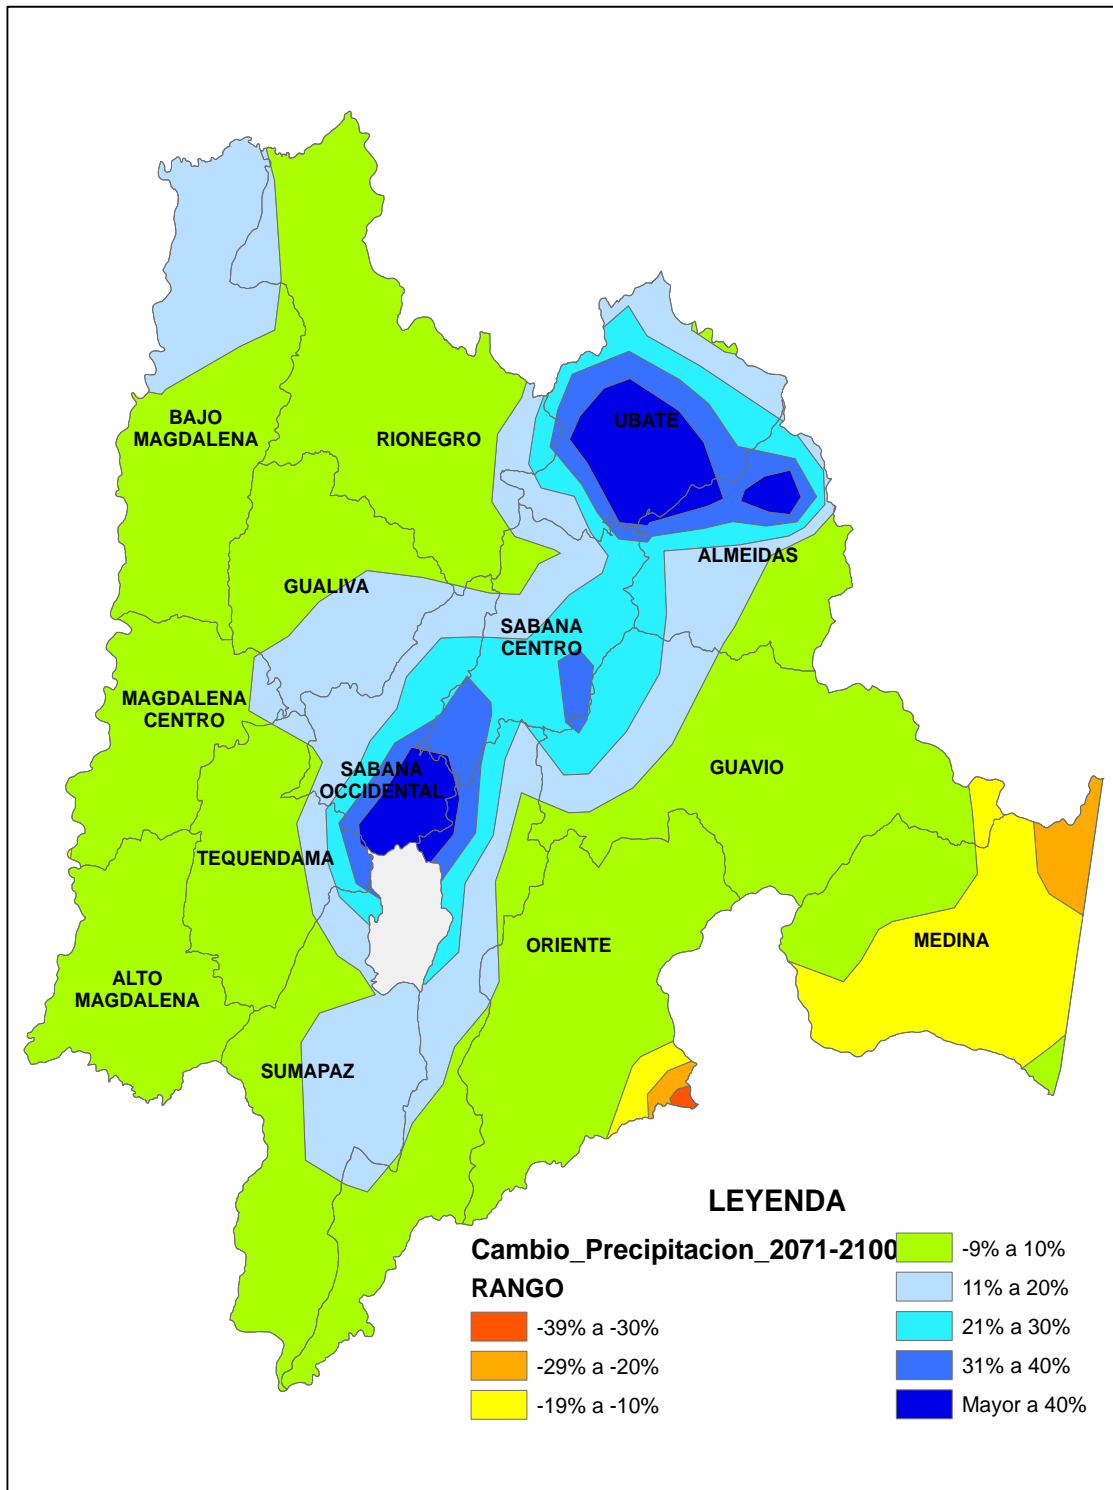 BAJO
MAGDALENA
RIONEGRO
UBATE
ALMEIDAS
GUALIVA
SABANA
CENTRO
MAGDALENA
CENTRO
SABANA
OCCIDENTAL
GUAVIO
TEQUENDAMA
MEDINA
ORIENTE
ALTO
MAGDALENA
SUMAPAZ
LEYENDA
Cambio_Precipitacion_2071-2100
RANGO
-39% a -30%
-29% a -20%
-19% a -10%
-9% a 10%
11% a 20%
21% a 30%
31% a 40%
Mayor a 40%